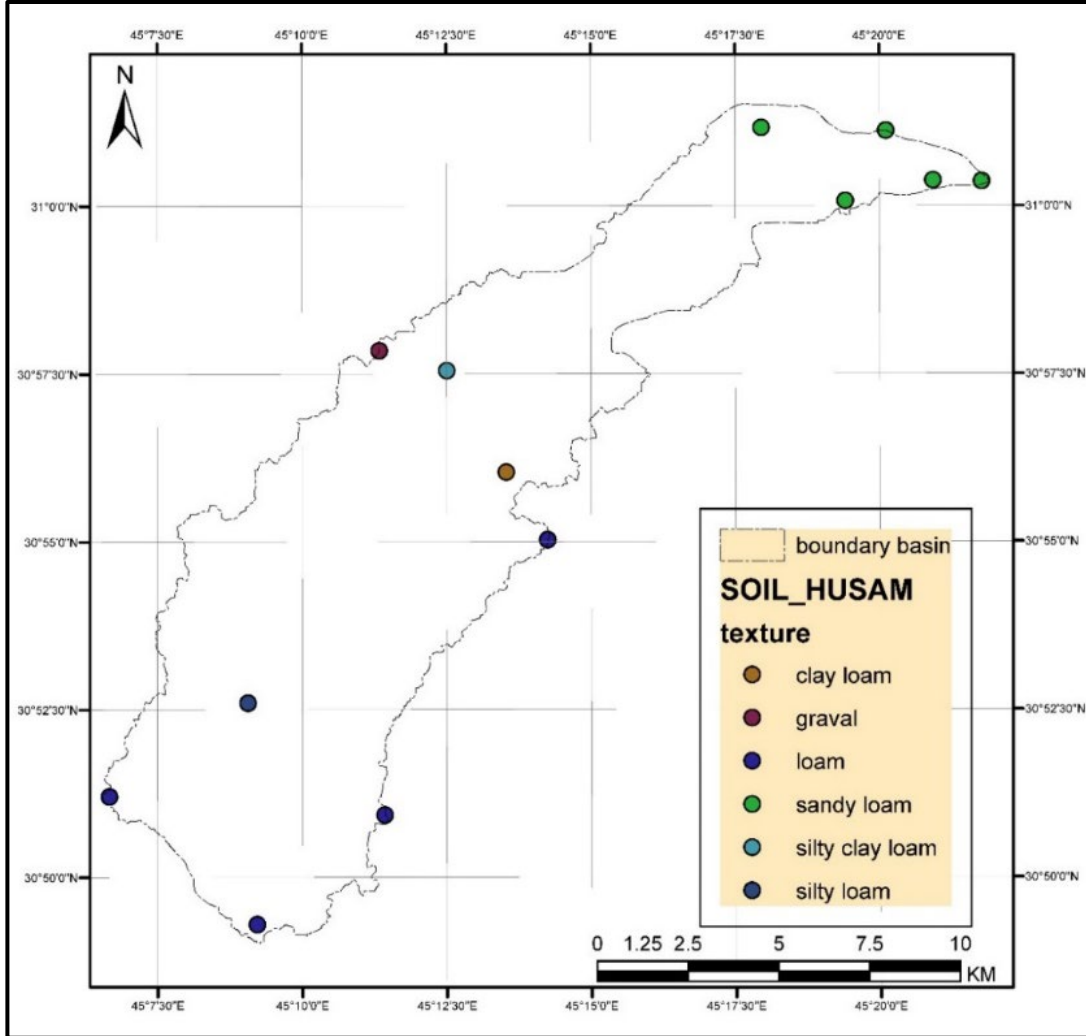 45°7'30"E 45°10'0"E 45°12'30"E 45°15'0"E 45°17'30"E 45°20'0"E
N
31°0'0"N 31°0'0"N
30°57'30"N 30°57'30"N
30°55'0"N 30°55'0"N
boundary basin
SOIL_HUSAM
texture
clay loam
graval
loam
sandy loam
silty clay loam
silty loam
30°52'30"N 30°52'30"N
30°50'0"N 30°50'0"N
0 1.25 2.5 5 7.5 10
KM
45°7'30"E 45°10'0"E 45°12'30"E 45°15'0"E 45°17'30"E 45°20'0"E